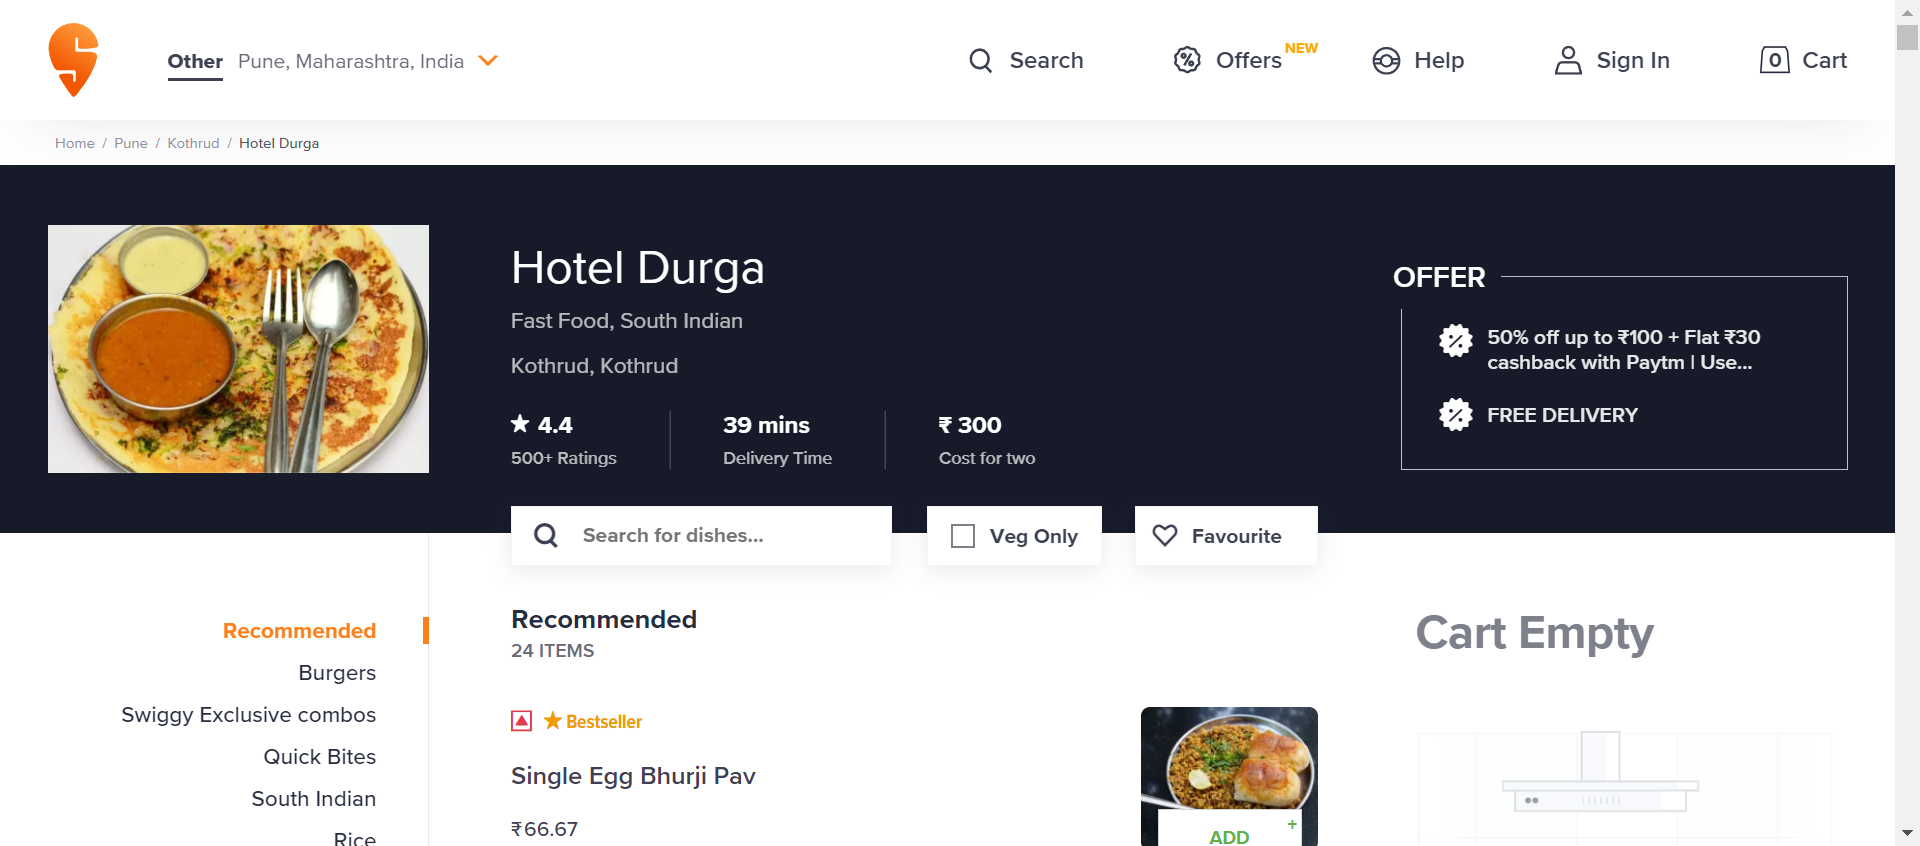 Other Pune, Maharashtra, India
Search
Offers NEW
Help
Sign In
0 Cart
Home / Pune / Kothrud / Hotel Durga
Hotel Durga
Fast Food, South Indian
Kothrud, Kothrud
★ 4.4
500+ Ratings
39 mins
Delivery Time
₹ 300
Cost for two
OFFER
50% off up to ₹100 + Flat ₹30
cashback with Paytm | Use...
FREE DELIVERY
Search for dishes...
Veg Only
Favourite
Recommended
Burgers
Swiggy Exclusive combos
Quick Bites
South Indian
Rice
Recommended
24 ITEMS
★ Bestseller
Single Egg Bhurji Pav
₹66.67
ADD +
Cart Empty